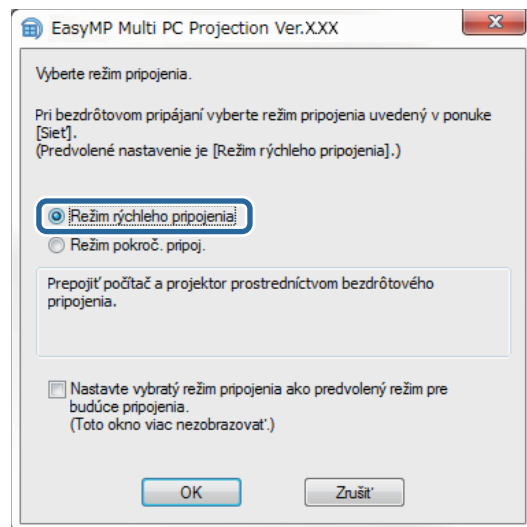 EasyMP Multi PC Projection Ver.XXX
Vyberte režim pripojenia.
Pri bezdrôtovom pripájaní vyberte režim pripojenia uvedený v ponuke
[Sieť].
(Predvolené nastavenie je [Režim rýchleho pripojenia].)
Režim rýchleho pripojenia
Režim pokroč. pripoj.
Prepojiť počítač a projektor prostredníctvom bezdrôtového
pripojenia.
Nastavte vybratý režim pripojenia ako predvolený režim pre
budúce pripojenia.
(Toto okno viac nezobrazovať.)
OK
Zrušiť